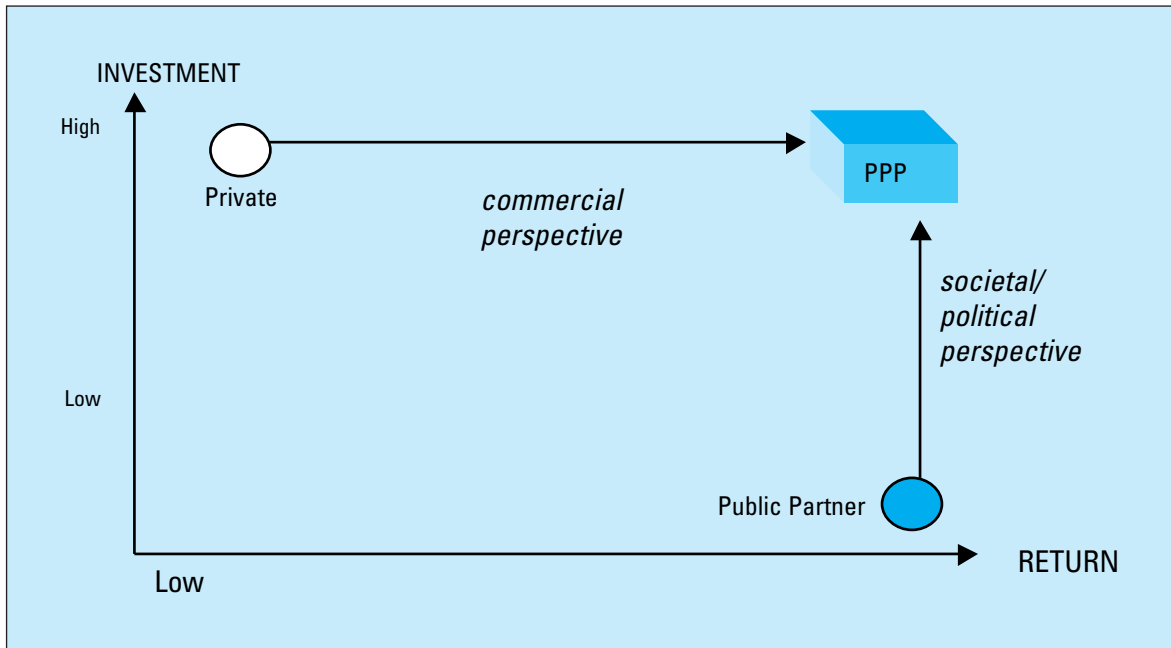 INVESTMENT
High
Private
commercial
perspective
PPP
societal/
political
perspective
Low
Public Partner
Low
RETURN